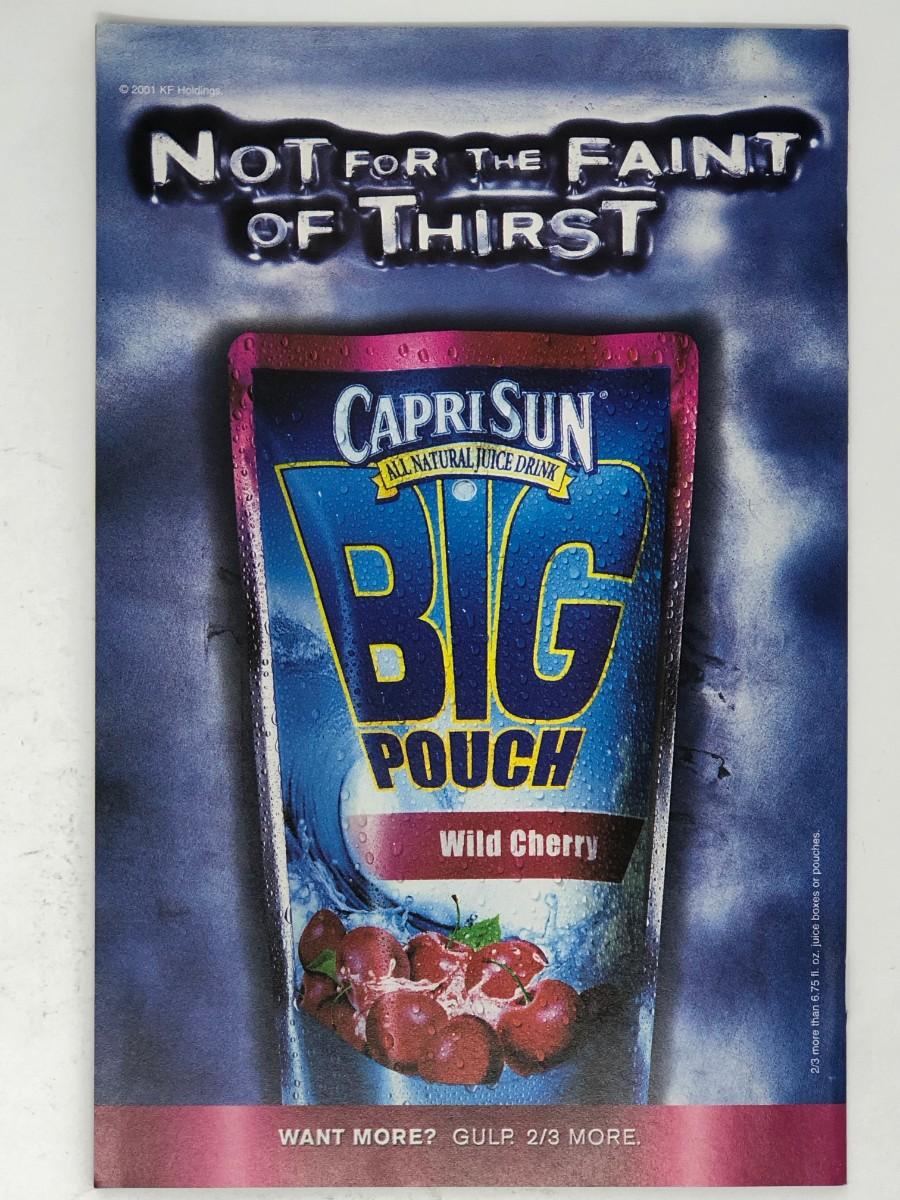 © 2001 KF Holdings.
NOT FOR THE FAINT
OF THIRST
CAPRI SUN®
ALL NATURAL JUICE DRINK
BIG
POUCH
Wild Cherry
2/3 more than 6.75 fl. oz. juice boxes or pouches.
WANT MORE? GULP. 2/3 MORE.